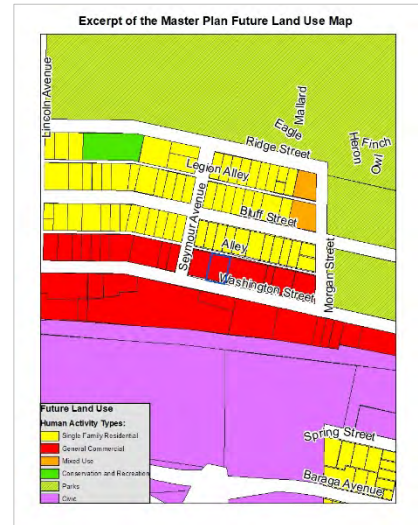 Excerpt of the Master Plan Future Land Use Map
Lincoln Avenue
Mallard
Eagle
Ridge Street
Finch
Heron
Owl
Legion Alley
Bluff Street
Seymour Avenue
Alley
Washington Street
Morgan Street
Spring Street
Baraga Avenue
Future Land Use
Human Activity Types:
Single Family Residential
General Commercial
Mixed Use
Conservation and Recreation
Parks
Civic